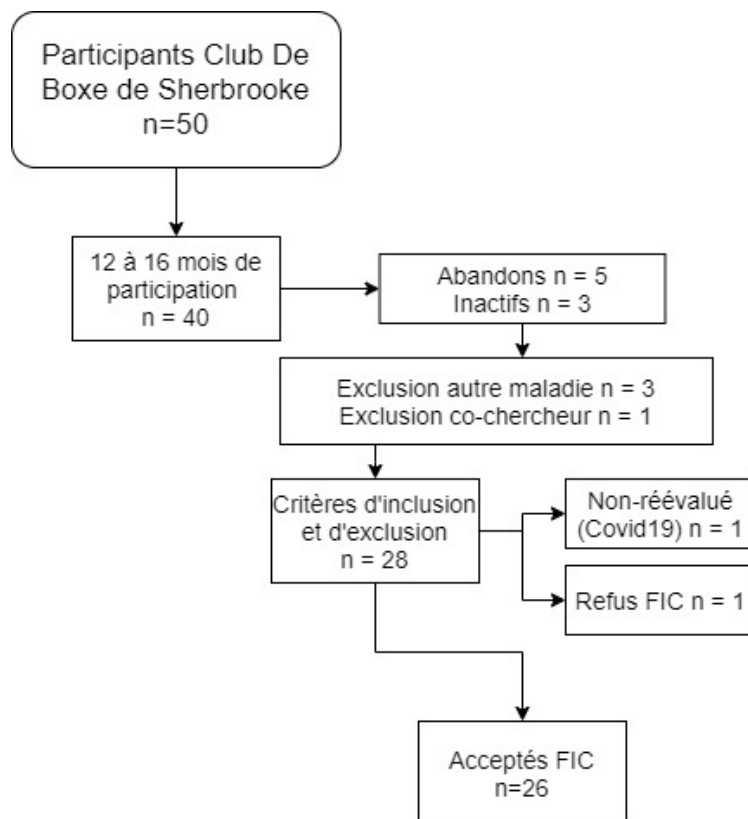 Participants Club De
Boxe de Sherbrooke
n=50
12 à 16 mois de
participation
n = 40
Abandons n = 5
Inactifs n = 3
Exclusion autre maladie n = 3
Exclusion co-chercheur n = 1
Critères d'inclusion
et d'exclusion
n = 28
Non-réévalué
(Covid19) n = 1
Refus FIC n = 1
Acceptés FIC
n=26